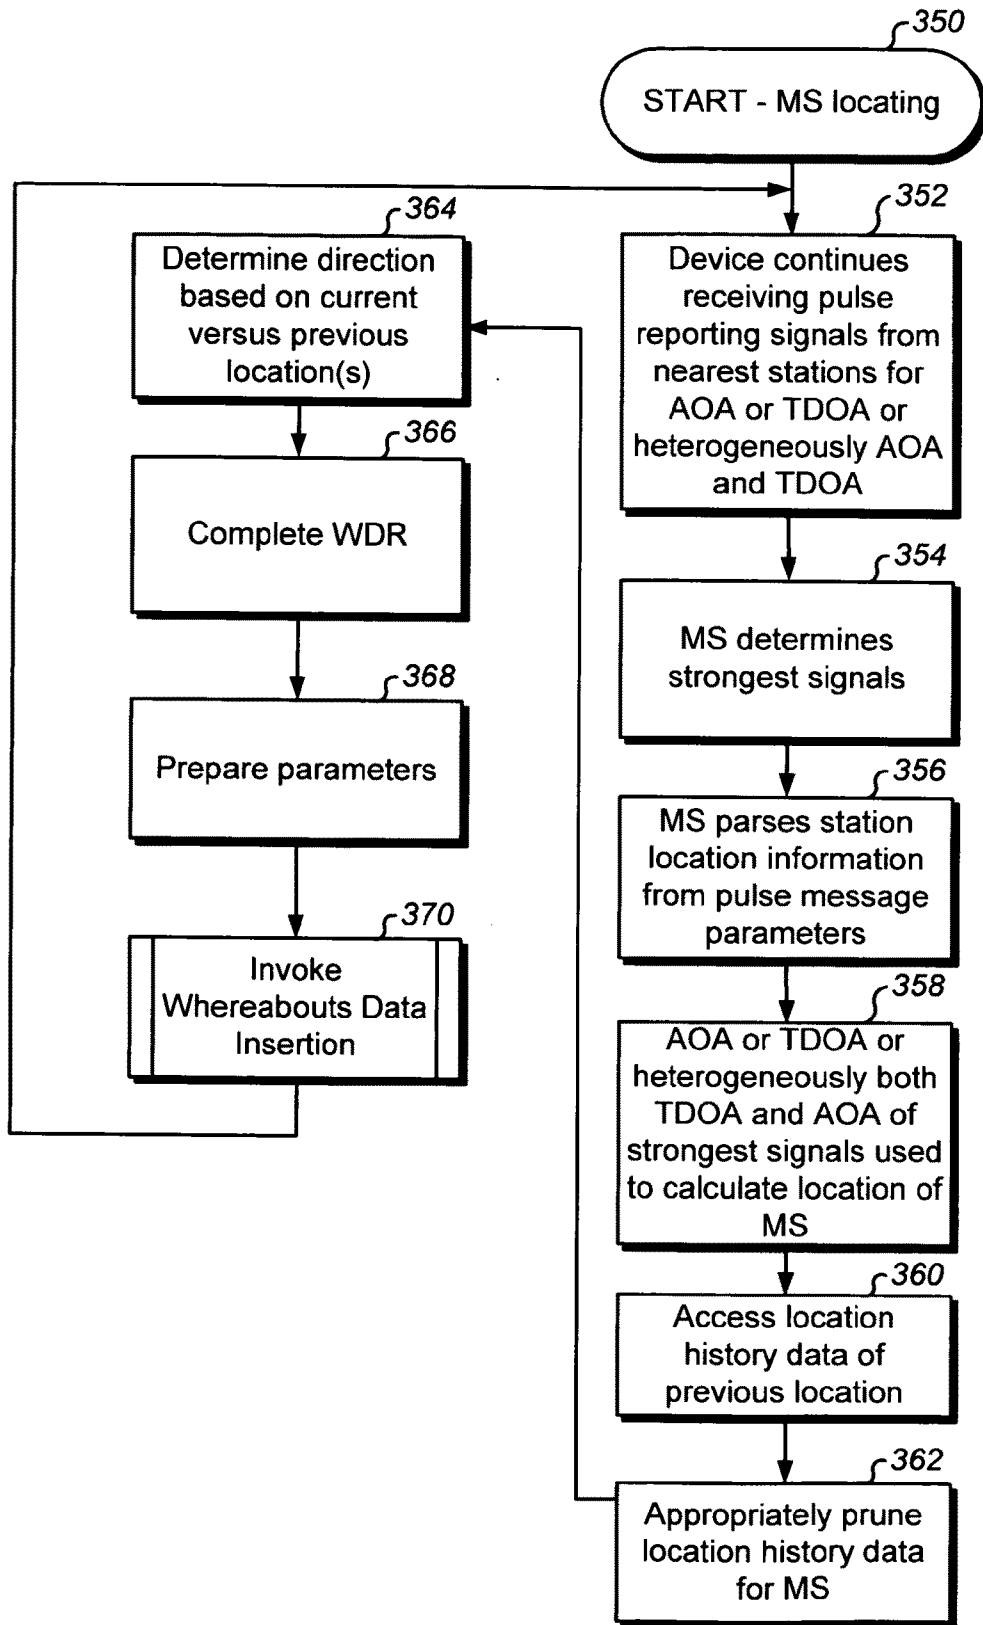 350
START - MS locating
352
Device continues
receiving pulse
reporting signals from
nearest stations for
AOA or TDOA or
heterogeneously AOA
and TDOA
354
MS determines
strongest signals
356
MS parses station
location information
from pulse message
parameters
358
AOA or TDOA or
heterogeneously both
TDOA and AOA of
strongest signals used
to calculate location of
MS
360
Access location
history data of
previous location
362
Appropriately prune
location history data
for MS
364
Determine direction
based on current
versus previous
location(s)
366
Complete WDR
368
Prepare parameters
370
Invoke
Whereabouts Data
Insertion